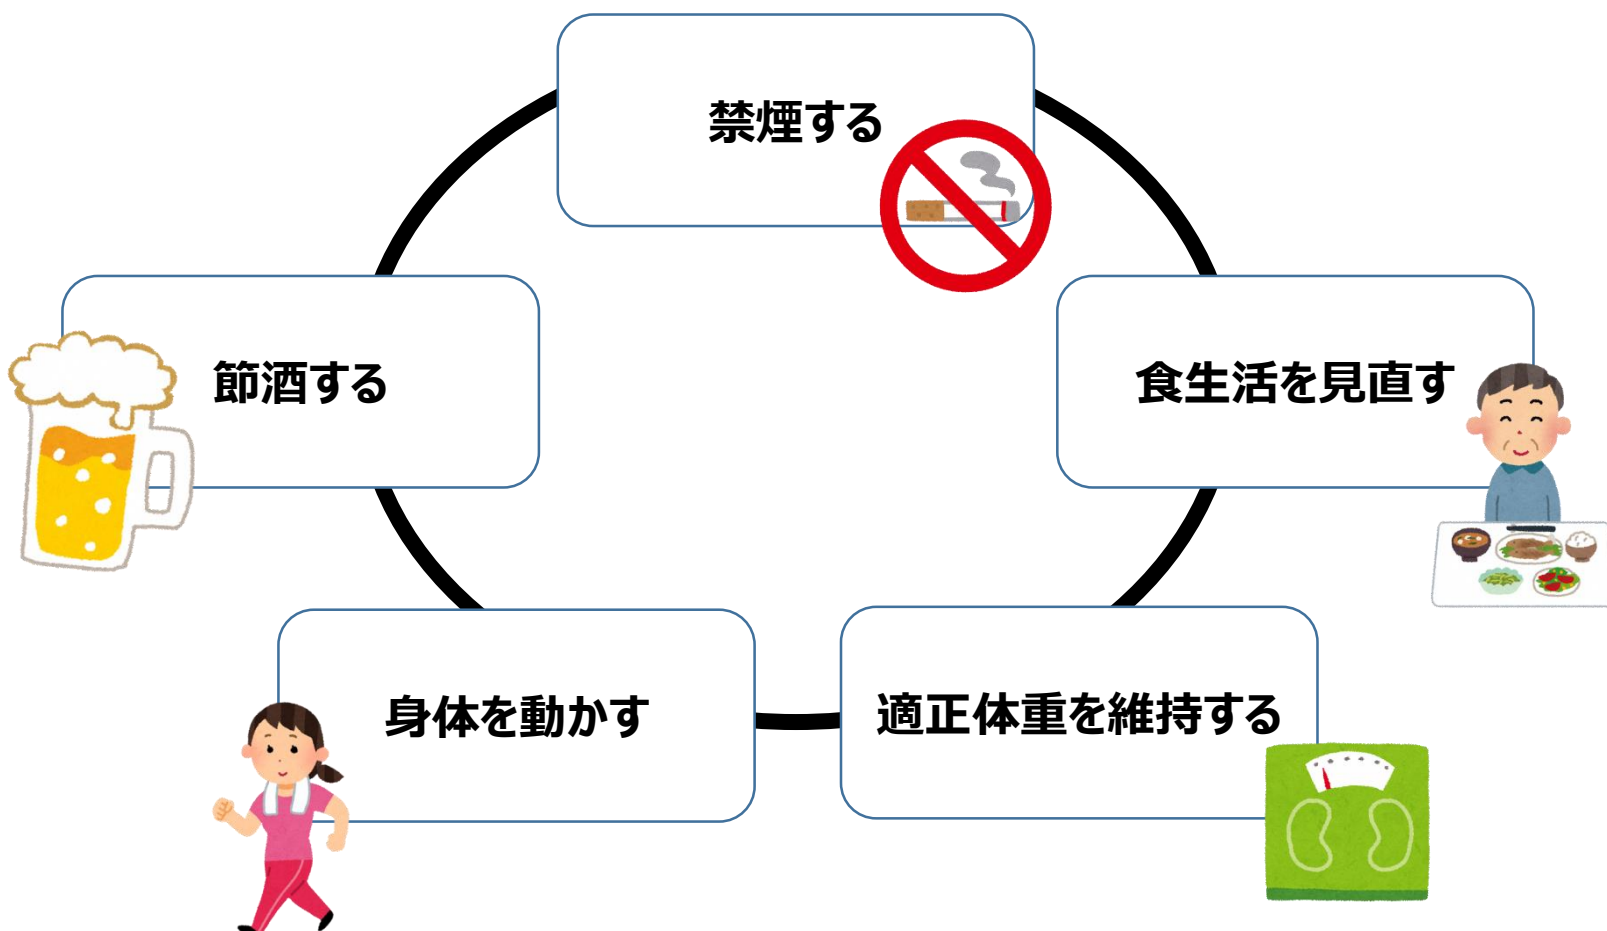 禁煙する
節酒する
食生活を見直す
身体を動かす
適正体重を維持する